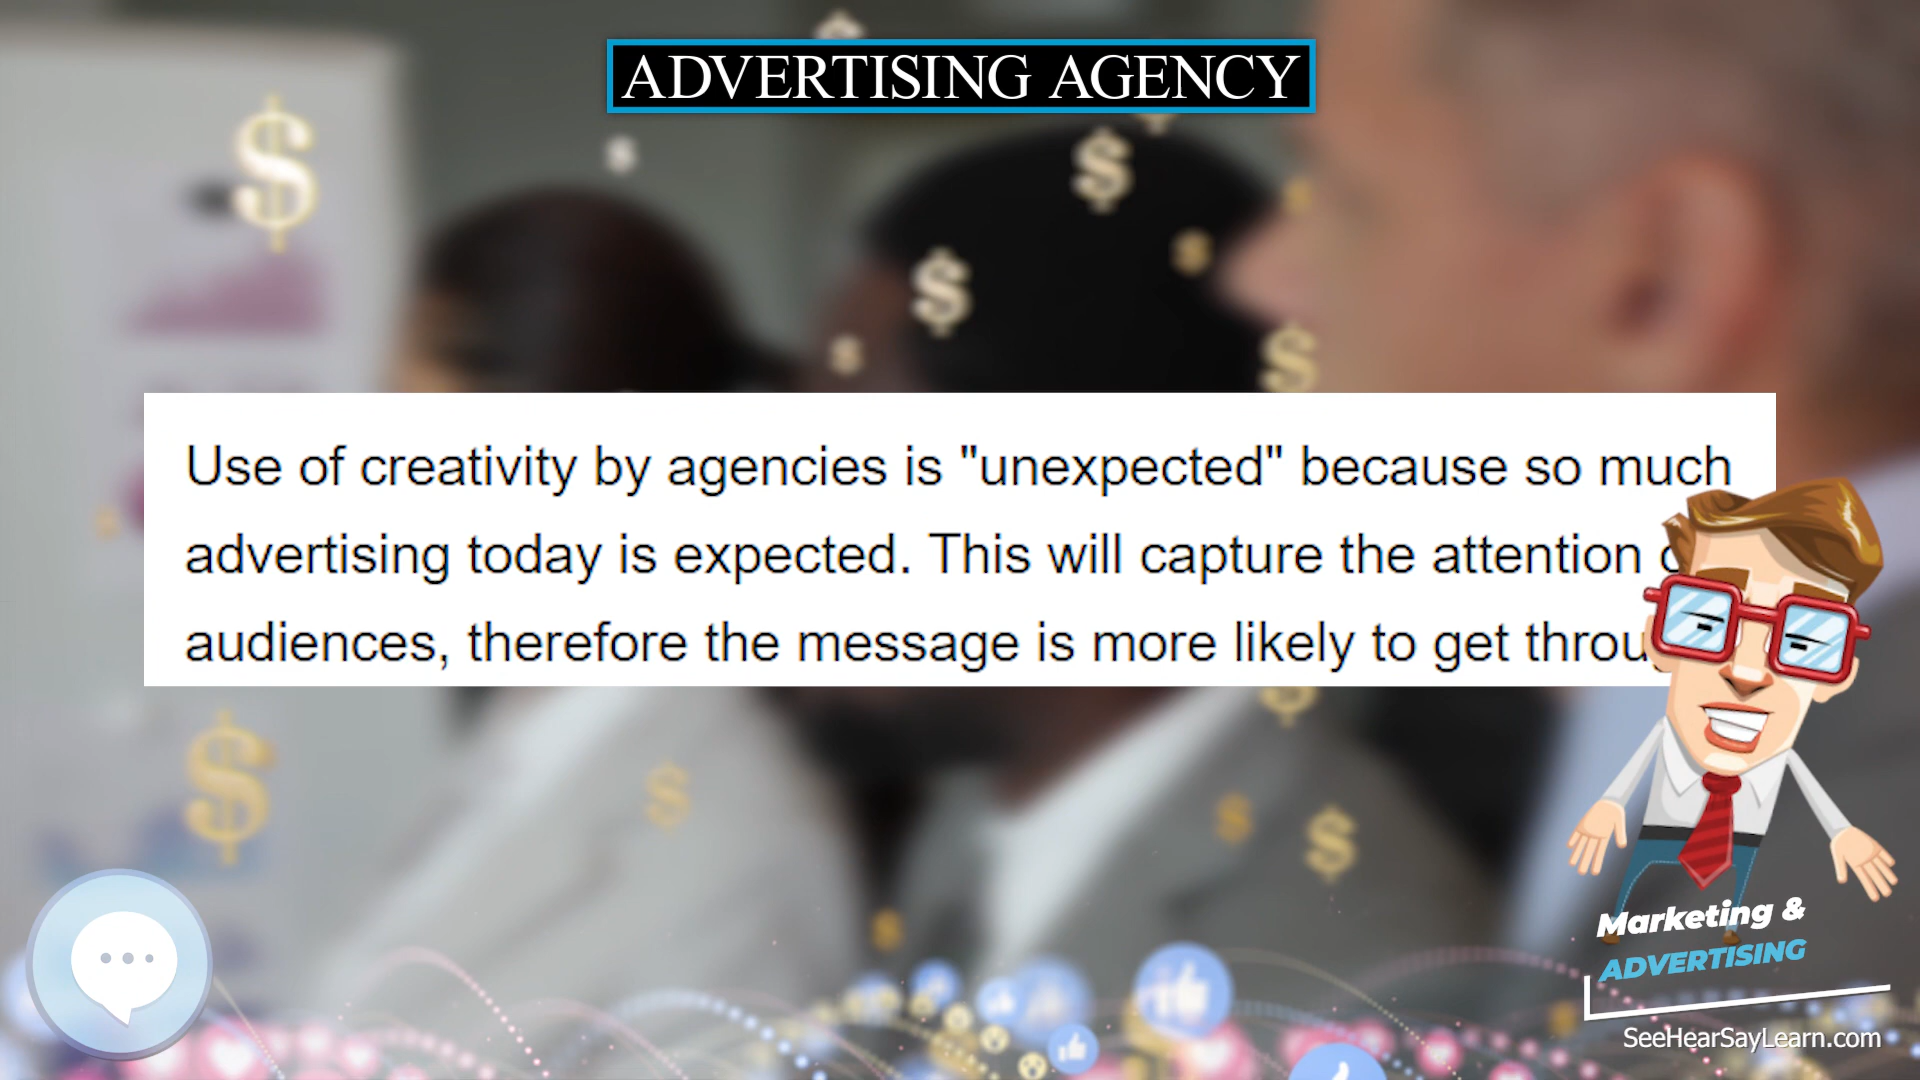 ADVERTISING AGENCY
Use of creativity by agencies is "unexpected" because so much
advertising today is expected. This will capture the attention
audiences, therefore the message is more likely to get
Marketing &
ADVERTISING
SeeHearSayLearn.com